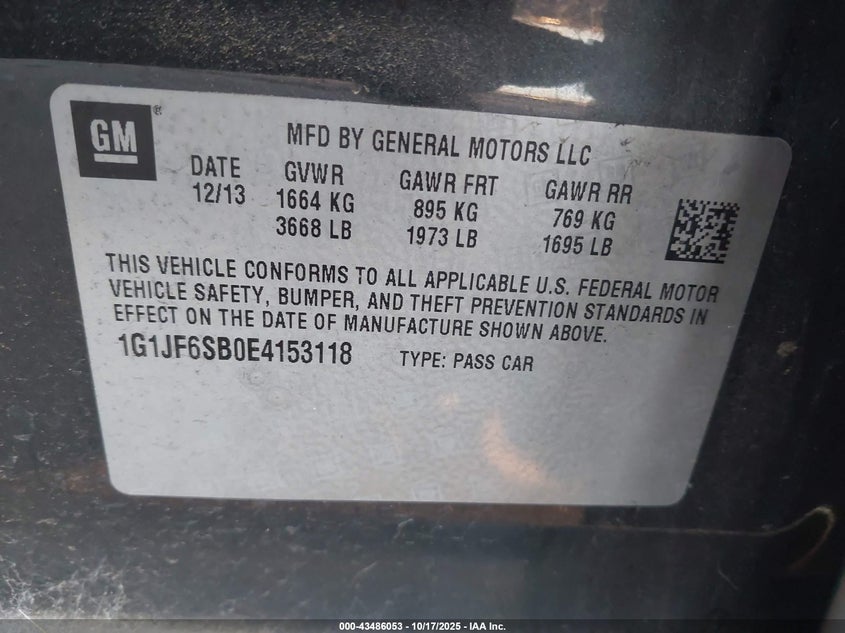 GM ®
MFD BY GENERAL MOTORS LLC
DATE GVWR GAWR FRT GAWR RR
12/13 1664 KG 895 KG 769 KG
3668 LB 1973 LB 1695 LB
THIS VEHICLE CONFORMS TO ALL APPLICABLE U.S. FEDERAL MOTOR
VEHICLE SAFETY, BUMPER, AND THEFT PREVENTION STANDARDS IN
EFFECT ON THE DATE OF MANUFACTURE SHOWN ABOVE.
1G1JF6SB0E4153118 TYPE: PASS CAR
000-43486053 - 10/17/2025 - IAA Inc.